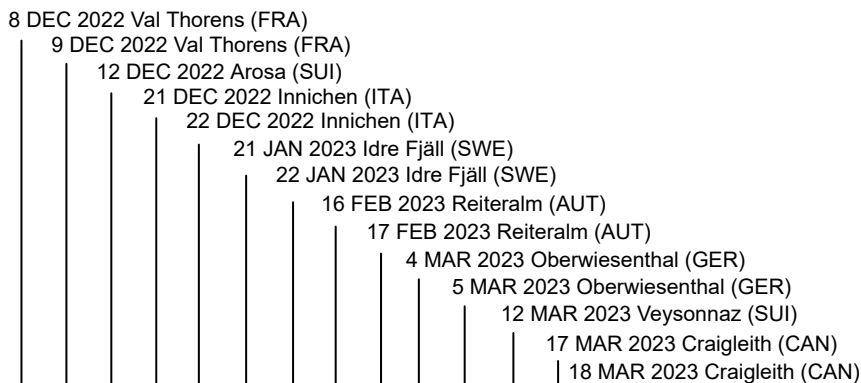 8 DEC 2022 Val Thorens (FRA)
9 DEC 2022 Val Thorens (FRA)
12 DEC 2022 Arosa (SUI)
21 DEC 2022 Innichen (ITA)
22 DEC 2022 Innichen (ITA)
21 JAN 2023 Idre Fjäll (SWE)
22 JAN 2023 Idre Fjäll (SWE)
16 FEB 2023 Reiteralm (AUT)
17 FEB 2023 Reiteralm (AUT)
4 MAR 2023 Oberwiesenthal (GER)
5 MAR 2023 Oberwiesenthal (GER)
12 MAR 2023 Veysonnaz (SUI)
17 MAR 2023 Craigleith (CAN)
18 MAR 2023 Craigleith (CAN)